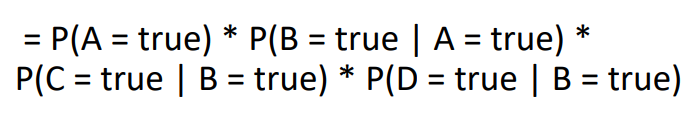 = P(A = true) * P(B = true | A = true) *
P(C = true | B = true) * P(D = true | B = true)